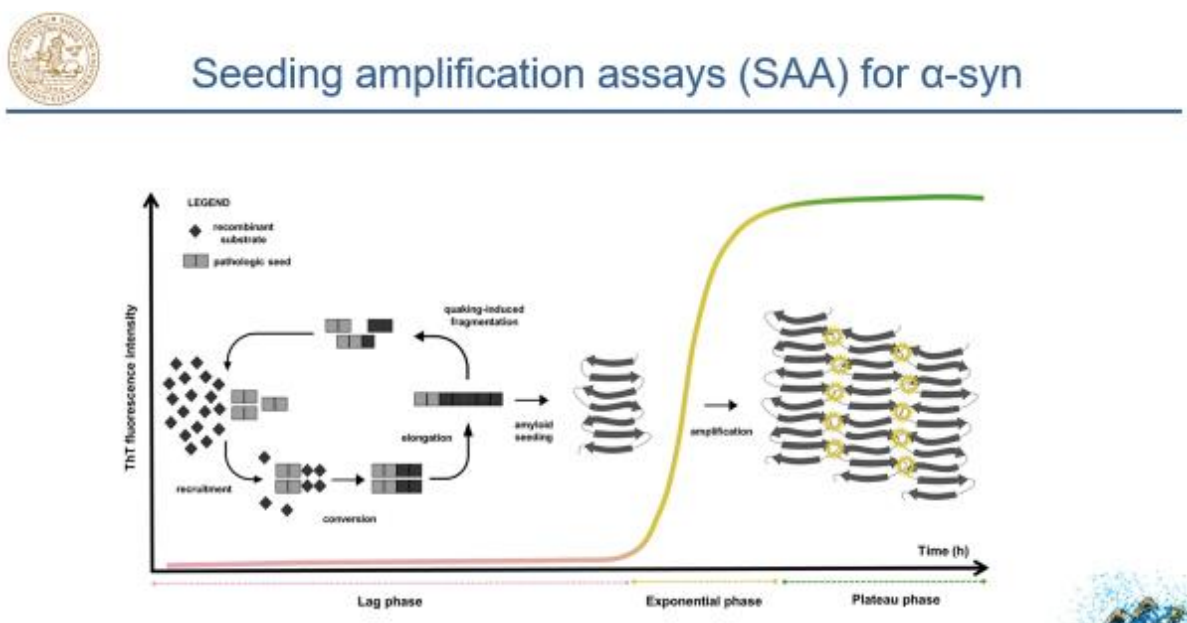 Seeding amplification assays (SAA) for α-syn
LEGEND
recombinant
substrate
pathologic seed
quaking-induced
fragmentation
ThT fluorescence intensity
elongation
amyloid
seeding
amplification
recruitment
conversion
Time (h)
Lag phase
Exponential phase
Plateau phase